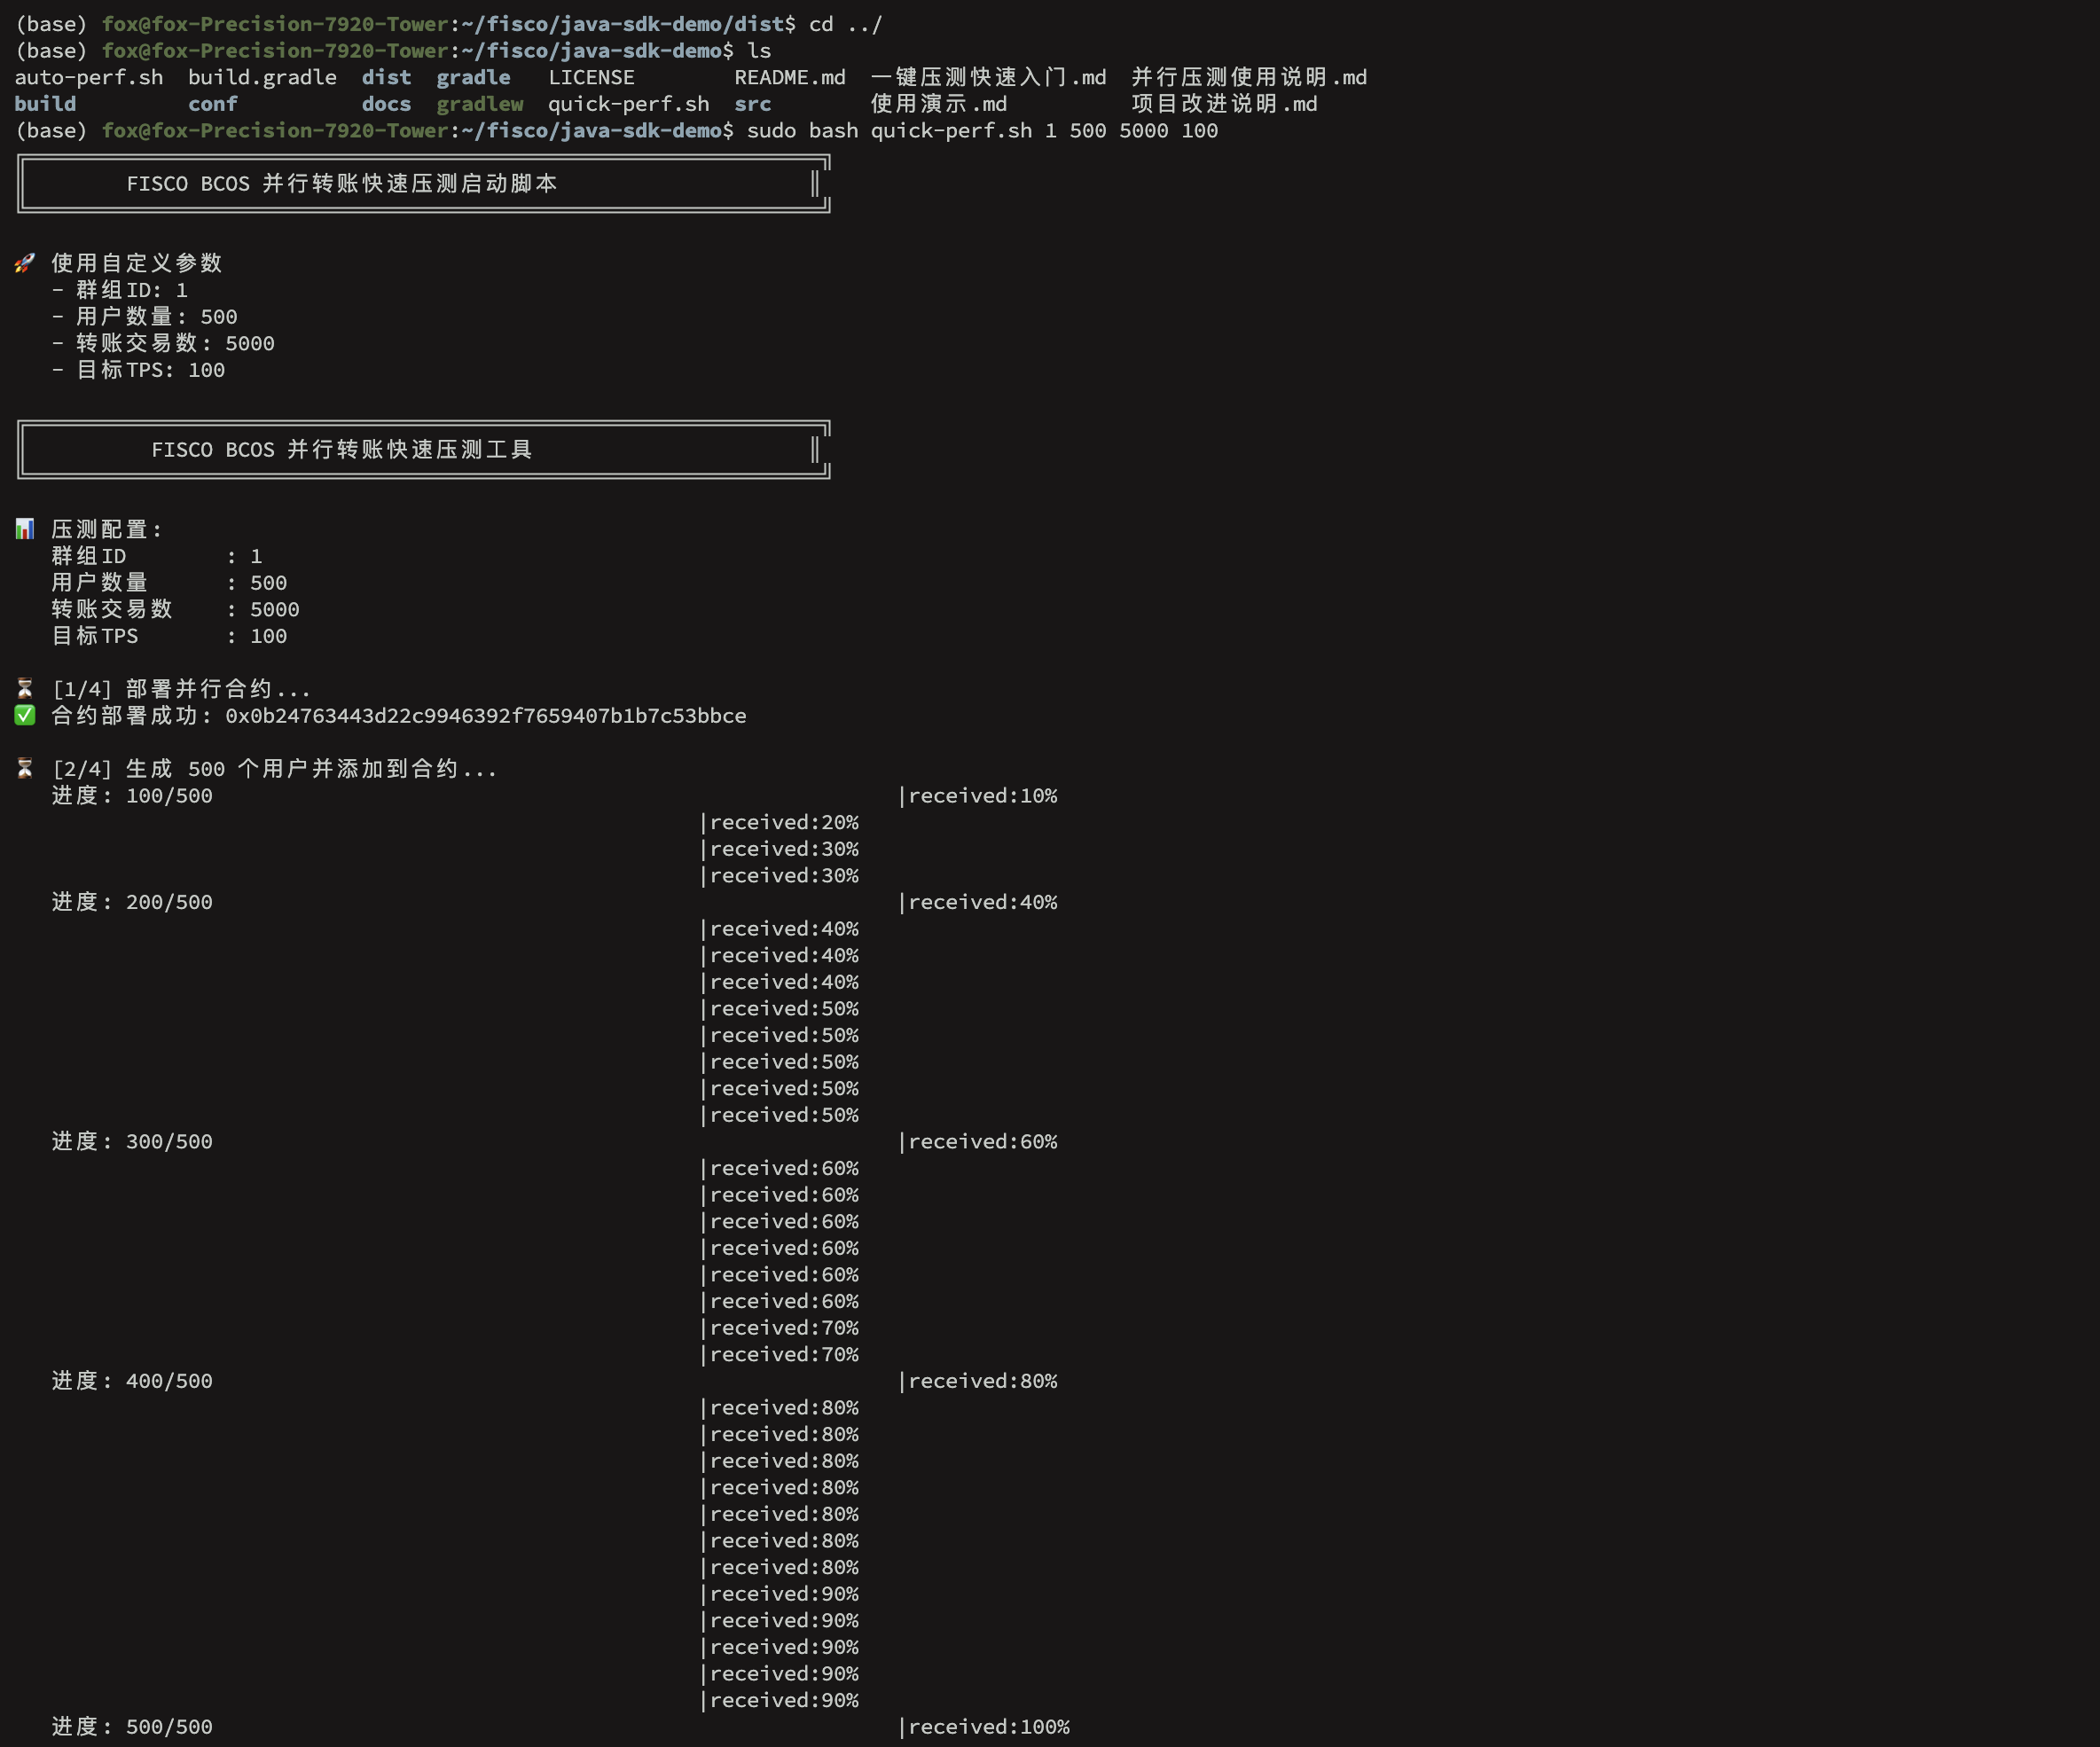 (base) fox@fox-Precision-7920-Tower:~/fisco/java-sdk-demo/dist$ cd ../
(base) fox@fox-Precision-7920-Tower:~/fisco/java-sdk-demo$ ls
auto-perf.sh  build.gradle  dist  gradle   LICENSE        README.md  一键压测快速入门.md  并行压测使用说明.md
build         conf          docs  gradlew  quick-perf.sh  src        使用演示.md          项目改进说明.md
(base) fox@fox-Precision-7920-Tower:~/fisco/java-sdk-demo$ sudo bash quick-perf.sh 1 500 5000 100
FISCO BCOS 并行转账快速压测启动脚本
🚀 使用自定义参数
- 群组ID: 1
- 用户数量: 500
- 转账交易数: 5000
- 目标TPS: 100
FISCO BCOS 并行转账快速压测工具
📊 压测配置:
群组ID        : 1
用户数量      : 500
转账交易数    : 5000
目标TPS       : 100
⏳ [1/4] 部署并行合约...
✅ 合约部署成功: 0x0b24763443d22c9946392f7659407b1b7c53bbce
⏳ [2/4] 生成 500 个用户并添加到合约...
进度: 100/500 |received:10%
|received:20%
|received:30%
|received:30%
进度: 200/500 |received:40%
|received:40%
|received:40%
|received:40%
|received:50%
|received:50%
|received:50%
|received:50%
|received:50%
进度: 300/500 |received:60%
|received:60%
|received:60%
|received:60%
|received:60%
|received:60%
|received:60%
|received:70%
|received:70%
进度: 400/500 |received:80%
|received:80%
|received:80%
|received:80%
|received:80%
|received:80%
|received:80%
|received:80%
|received:90%
|received:90%
|received:90%
|received:90%
|received:90%
进度: 500/500 |received:100%